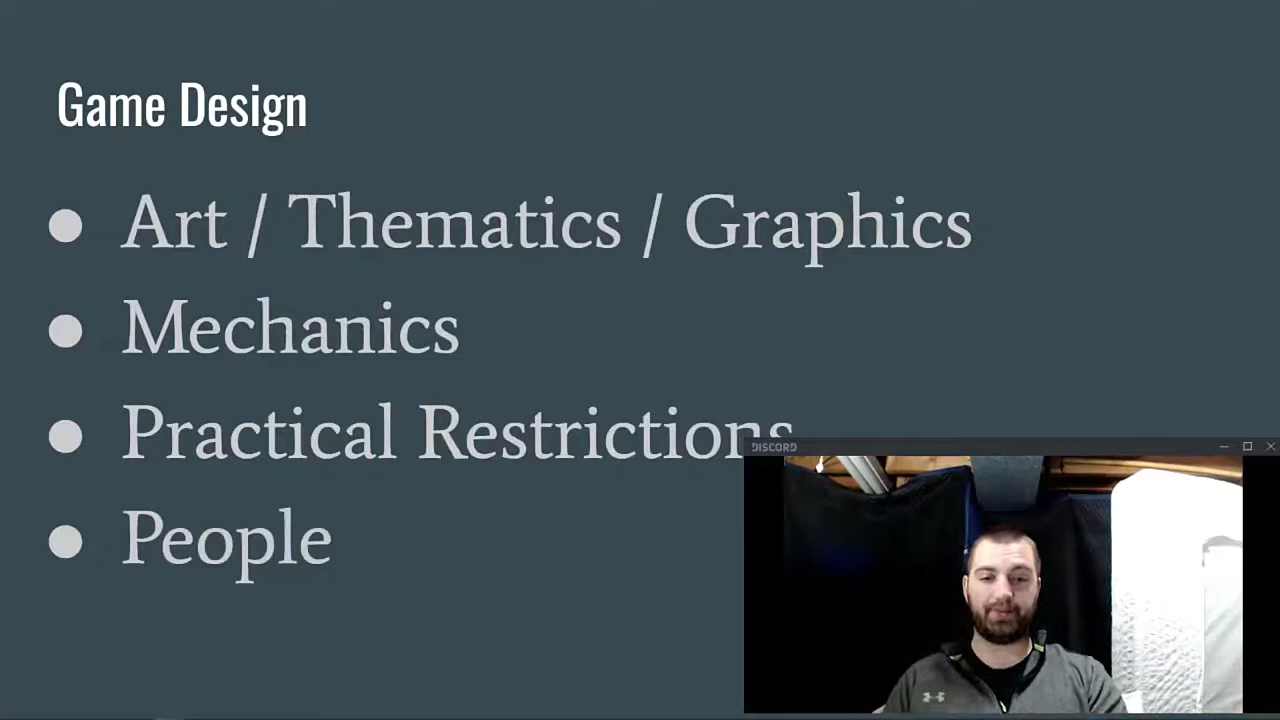 Game Design
● Art / Thematics / Graphics
● Mechanics
● Practical Restrictions
● People
DISCORD